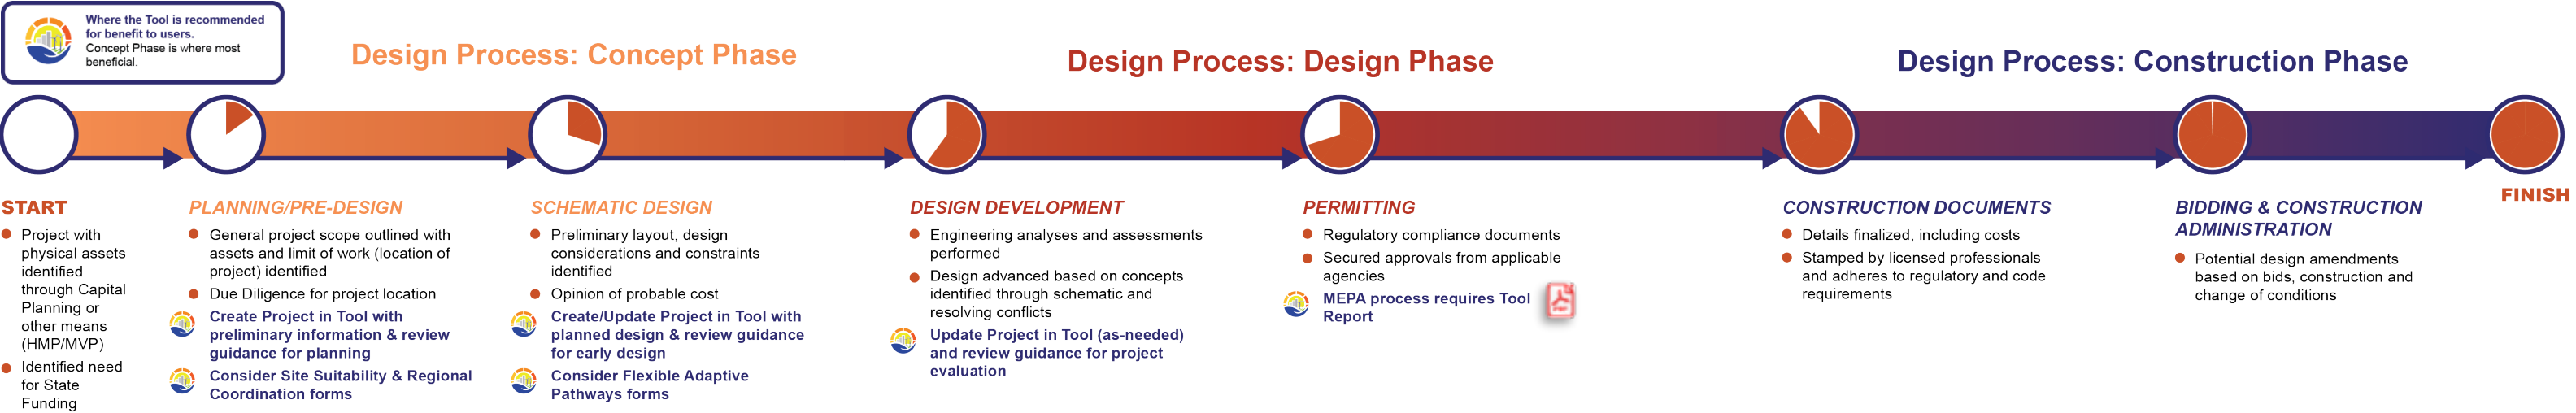 Where the Tool is recommended
for benefit to users.
Concept Phase is where most
beneficial.
Design Process: Concept Phase
Design Process: Design Phase
Design Process: Construction Phase
START
Project with
physical assets
identified
through Capital
Planning or
other means
(HMP/MVP)
Identified need
for State
Funding
PLANNING/PRE-DESIGN
General project scope outlined with
assets and limit of work (location of
project) identified
Due Diligence for project location
Create Project in Tool with
preliminary information & review
guidance for planning
Consider Site Suitability & Regional
Coordination forms
SCHEMATIC DESIGN
Preliminary layout, design
considerations and constraints
identified
Opinion of probable cost
Create/Update Project in Tool with
planned design & review guidance
for early design
Consider Flexible Adaptive
Pathways forms
DESIGN DEVELOPMENT
Engineering analyses and assessments
performed
Design advanced based on concepts
identified through schematic and
resolving conflicts
Update Project in Tool (as-needed)
and review guidance for project
evaluation
PERMITTING
Regulatory compliance documents
Secured approvals from applicable
agencies
MEPA process requires Tool
Report
CONSTRUCTION DOCUMENTS
Details finalized, including costs
Stamped by licensed professionals
and adheres to regulatory and code
requirements
BIDDING & CONSTRUCTION
ADMINISTRATION
Potential design amendments
based on bids, construction and
change of conditions
FINISH